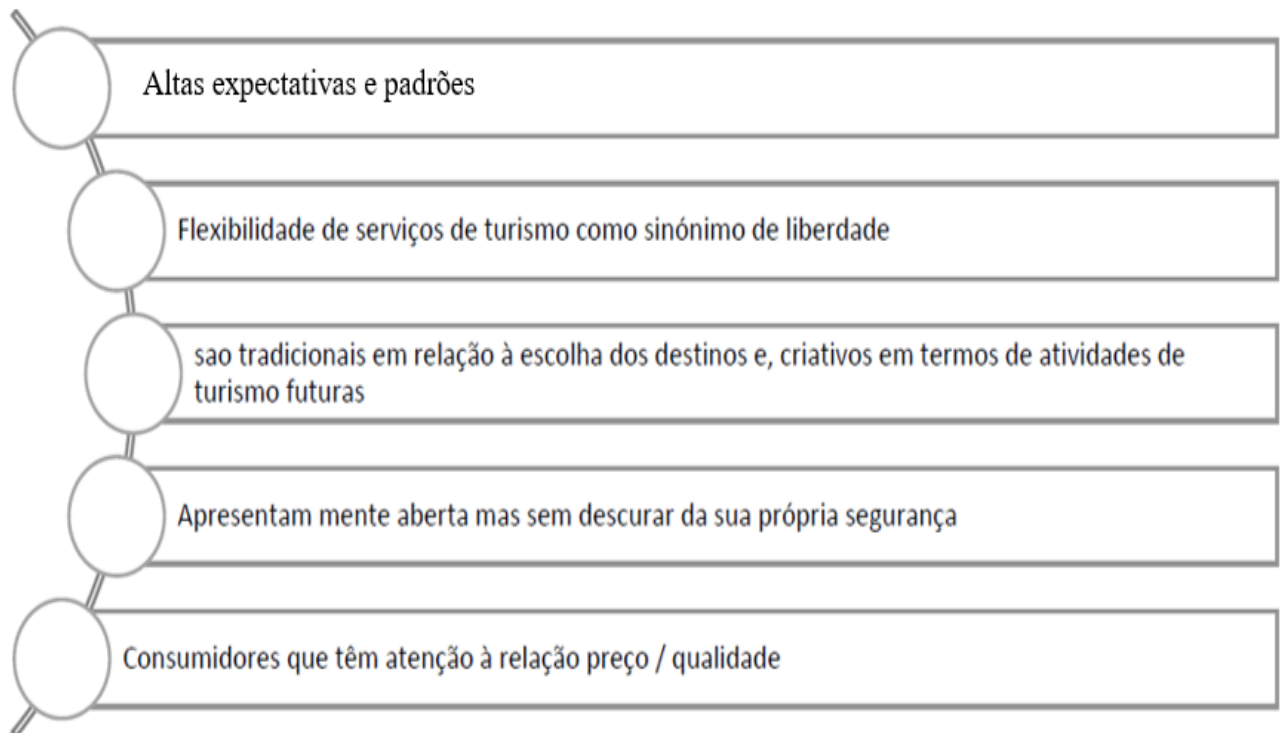 Altas expectativas e padrões
Flexibilidade de serviços de turismo como sinónimo de liberdade
sao tradicionais em relação à escolha dos destinos e, criativos em termos de atividades de
turismo futuras
Apresentam mente aberta mas sem descurar da sua própria segurança
Consumidores que têm atenção à relação preço / qualidade